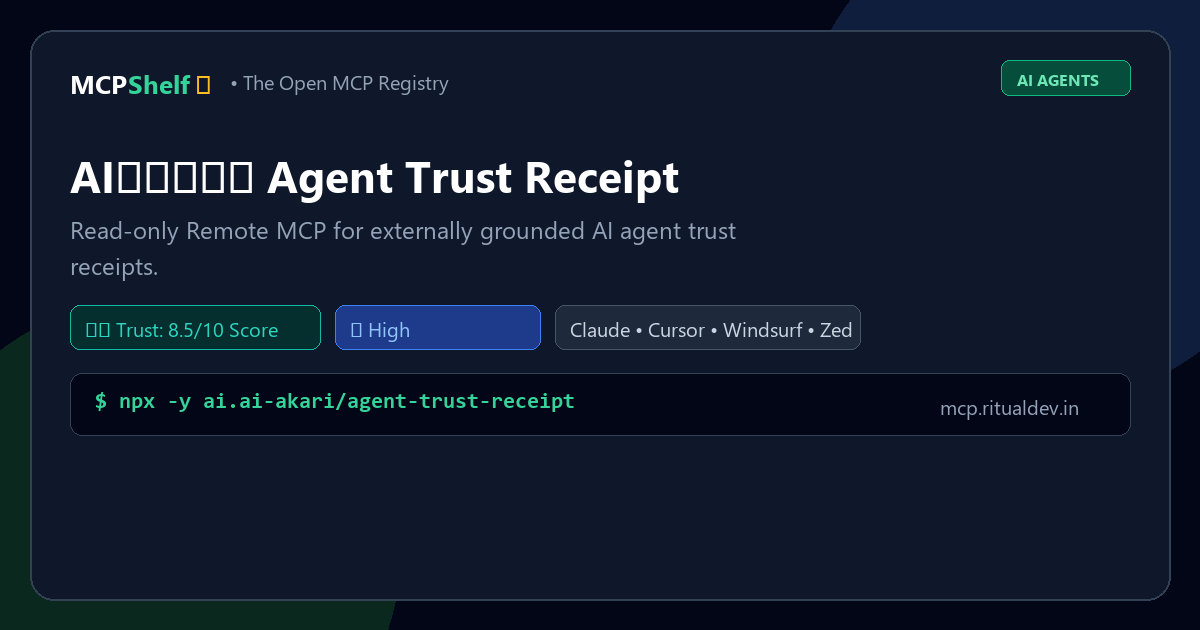 MCPShelf • The Open MCP Registry
AI AGENTS
AI Agent Trust Receipt
Read-only Remote MCP for externally grounded AI agent trust
receipts.
Trust: 8.5/10 Score
High
Claude • Cursor • Windsurf • Zed
$ npx -y ai.ai-akari/agent-trust-receipt
mcp.ritualdev.in